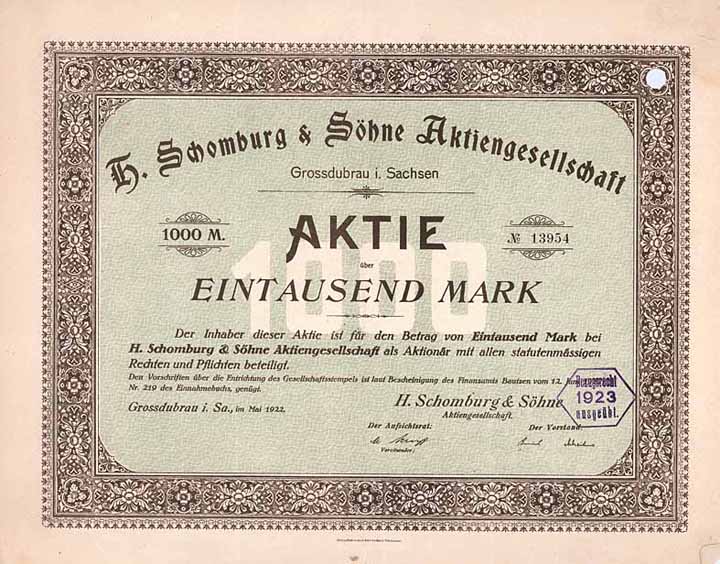 H. Schomburg & Söhne Aktiengesellschaft
Grossdubrau i. Sachsen
1000 M.
AKTIE
№ 13954
über
1000
EINTAUSEND MARK
Der Inhaber dieser Aktie ist für den Betrag von Eintausend Mark bei
H. Schomburg & Söhne Aktiengesellschaft als Aktionär mit allen statutenmässigen
Rechten und Pflichten beteiligt.
Den Vorschriften über die Entrichtung des Gesellschaftsstempels ist laut Bescheinigung des Finanzamts Bautzen vom 12.
Nr. 219 des Einnahmebuchs, genügt.
Grossdubrau i. Sa., im Mai 1922.
H. Schomburg & Söhne
Aktiengesellschaft.
Der Aufsichtsrat:
Der Vorstand:
Vorsitzender.
Bezugsrecht
1923
ausgeübt.